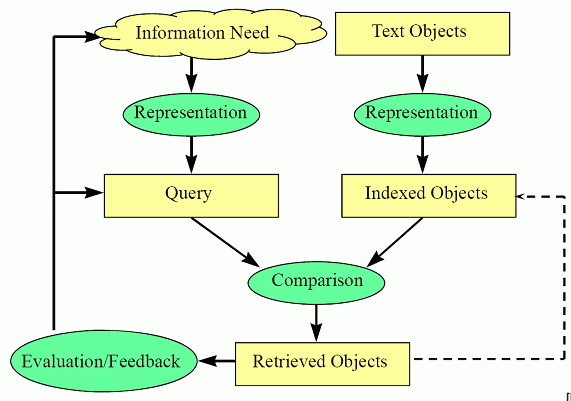 Information Need
Text Objects
Representation
Representation
Query
Indexed Objects
Comparison
Evaluation/Feedback
Retrieved Objects